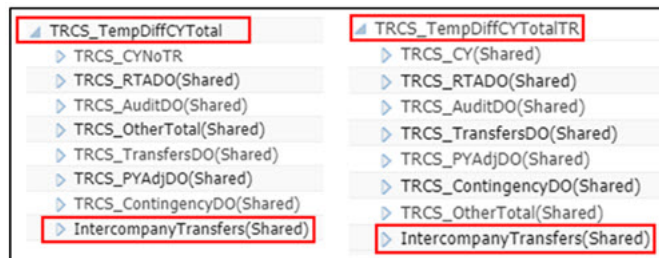 TRCS_TempDiffCYTotal
TRCS_CYNoTR
TRCS_RTADO(Shared)
TRCS_AuditDO(Shared)
TRCS_OtherTotal(Shared)
TRCS_TransfersDO(Shared)
TRCS_PYAdjDO(Shared)
TRCS_ContingencyDO(Shared)
IntercompanyTransfers(Shared)
TRCS_TempDiffCYTotalTR
TRCS_CY(Shared)
TRCS_RTADO(Shared)
TRCS_AuditDO(Shared)
TRCS_TransfersDO(Shared)
TRCS_PYAdjDO(Shared)
TRCS_ContingencyDO(Shared)
TRCS_OtherTotal(Shared)
IntercompanyTransfers(Shared)